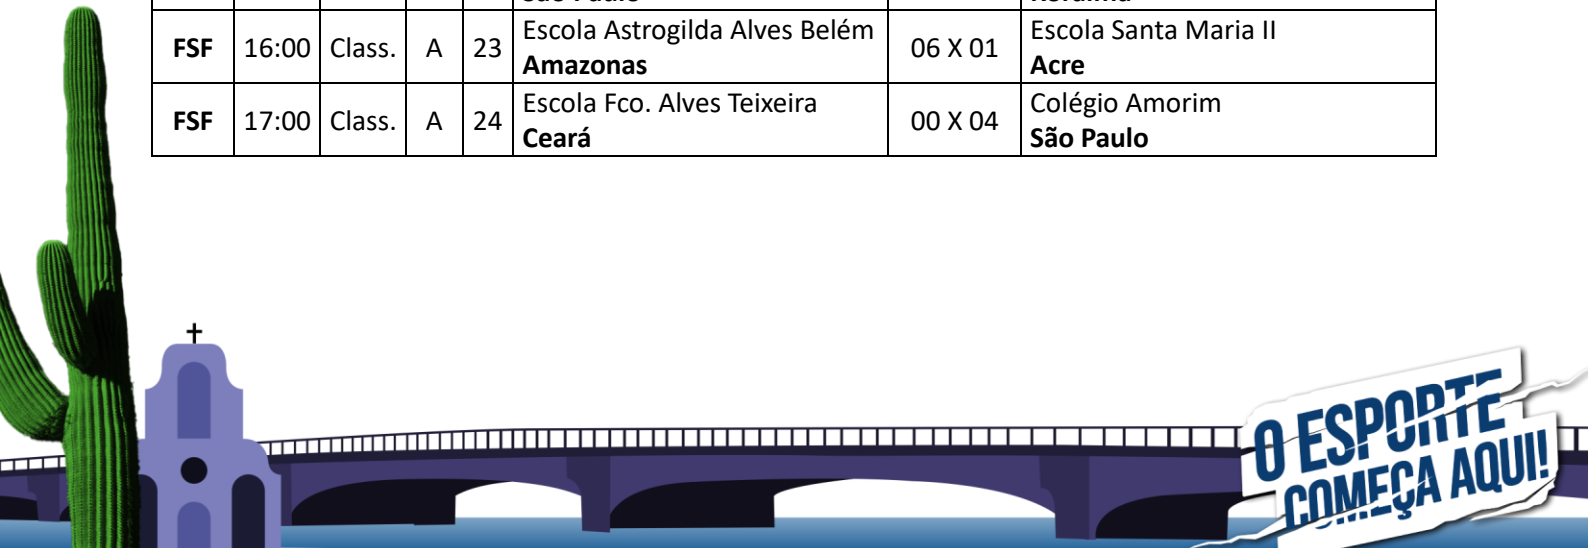 FSF 16:00 Class. A 23 Escola Astrogilda Alves Belém 06 X 01 Escola Santa Maria II
Amazonas Acre
FSF 17:00 Class. A 24 Escola Fco. Alves Teixeira 00 X 04 Colégio Amorim
Ceará São Paulo
O ESPORTE
COMEÇA AQUI!